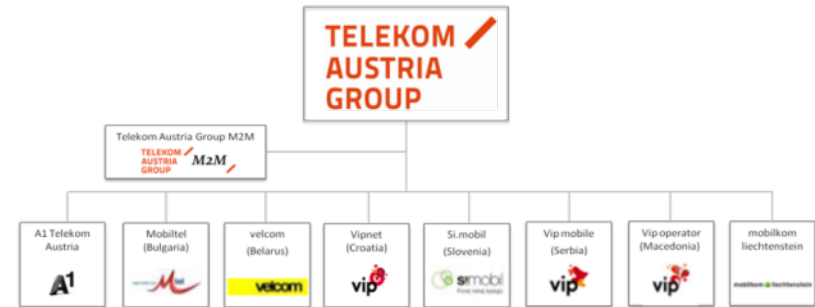 TELEKOM
AUSTRIA
GROUP
Telekom Austria Group M2M
TELEKOM
AUSTRIA
GROUP
M2M
A1 Telekom
Austria
A1
Mobiltel
(Bulgaria)
velcom
(Belarus)
velcom
Vipnet
(Croatia)
vip
Si.mobil
(Slovenia)
simobil
Vip mobile
(Serbia)
vip
Vip operator
(Macedonia)
vip
mobilkom
liechtenstein
mobilkom liechtenstein